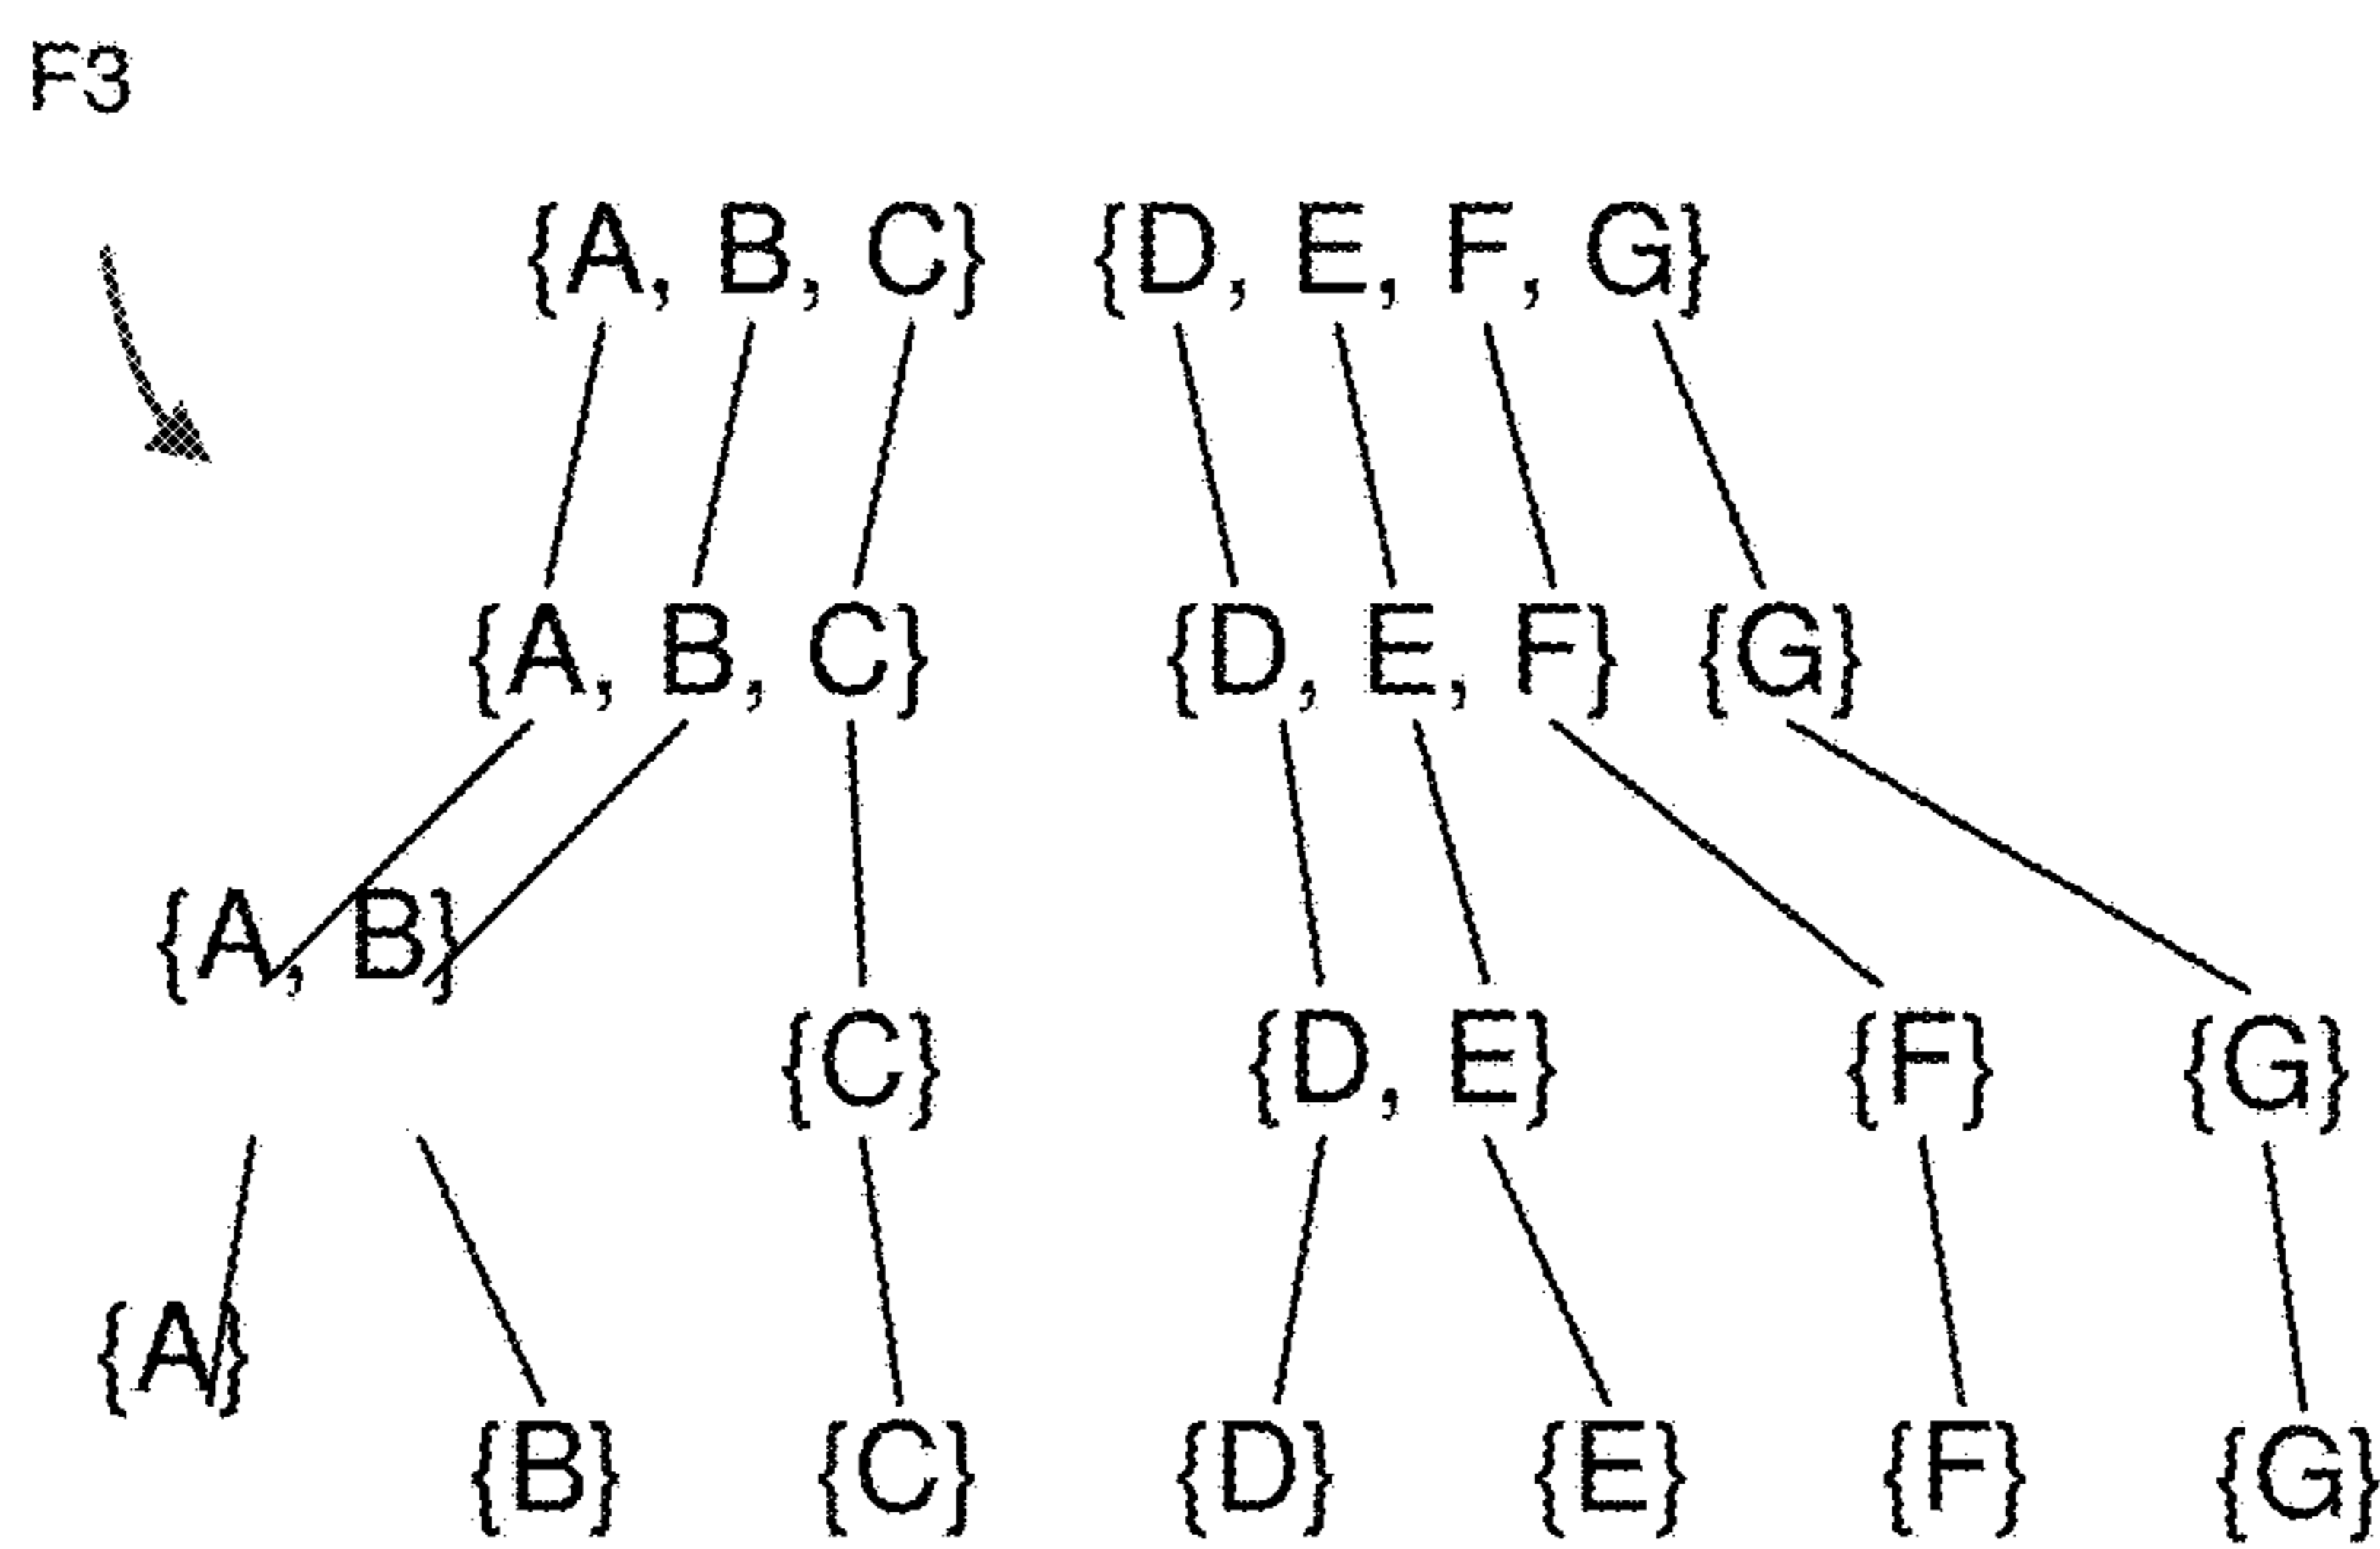 F3
{A, B, C} {D, E, F, G}
{A, B, C} {D, E, F} {G}
{A, B} {C} {D, E} {F} {G}
{A} {B} {C} {D} {E} {F} {G}